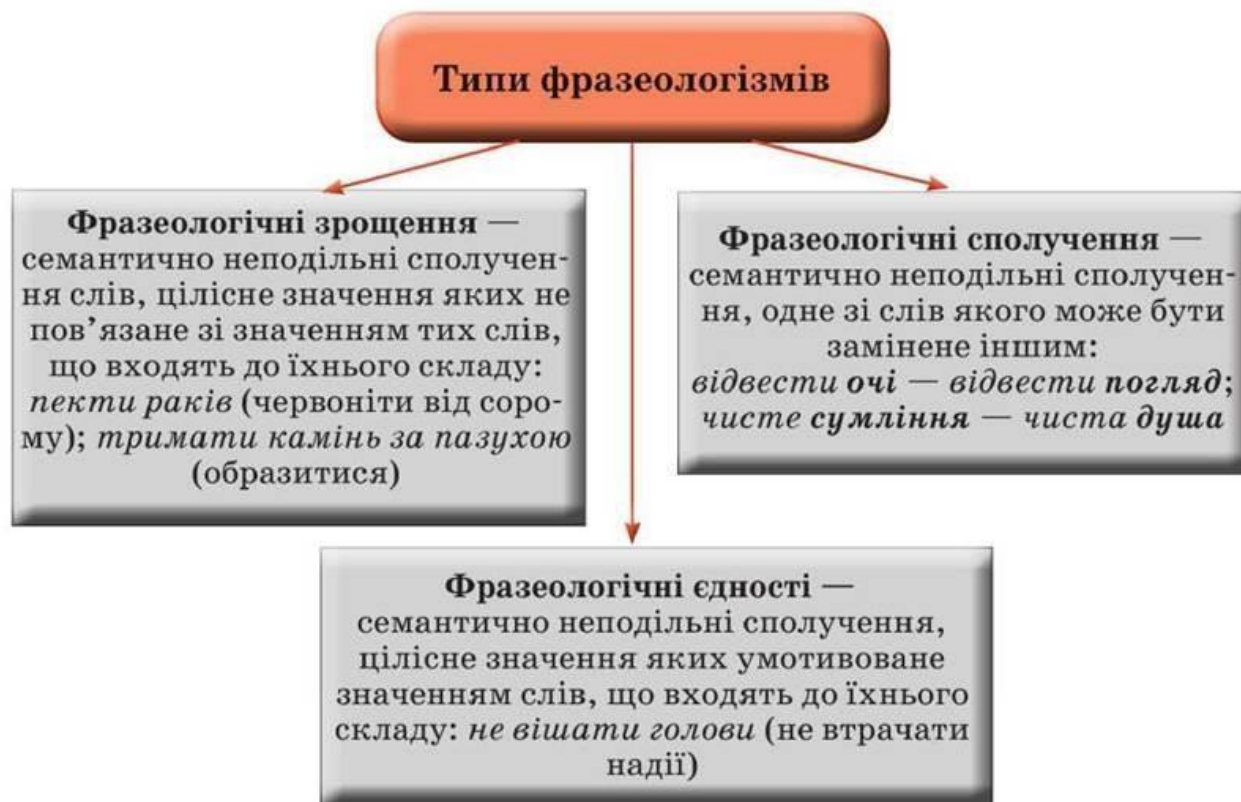 Типи фразеологізмів
Фразеологічні зрощення —
семантично неподільні сполучен-
ня слів, цілісне значення яких не
пов’язане зі значенням тих слів,
що входять до їхнього складу:
пекти раків (червоніти від соро-
му); тримати камінь за пазухою
(образитися)
Фразеологічні сполучення —
семантично неподільні сполучен-
ня, одне зі слів якого може бути
замінене іншим:
відвести очі — відвести погляд;
чисте сумління — чиста душа
Фразеологічні єдності —
семантично неподільні сполучення,
цілісне значення яких умотивоване
значенням слів, що входять до їхнього
складу: не вішати голови (не втрачати
надії)